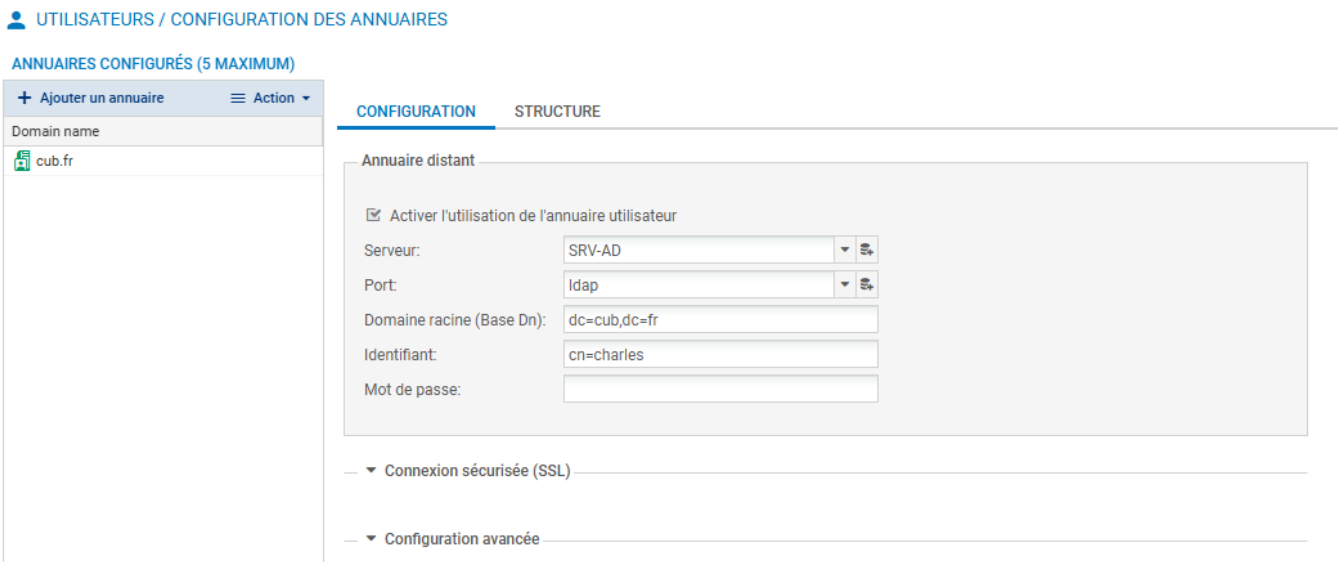 UTILISATEURS / CONFIGURATION DES ANNUAIRES
ANNUAIRES CONFIGURÉS (5 MAXIMUM)
+ Ajouter un annuaire
Action
Domain name
cub.fr
CONFIGURATION
STRUCTURE
Annuaire distant
Activer l'utilisation de l'annuaire utilisateur
Serveur: SRV-AD
Port: ldap
Domaine racine (Base Dn): dc=cub,dc=fr
Identifiant: cn=charles
Mot de passe:
Connexion sécurisée (SSL)
Configuration avancée